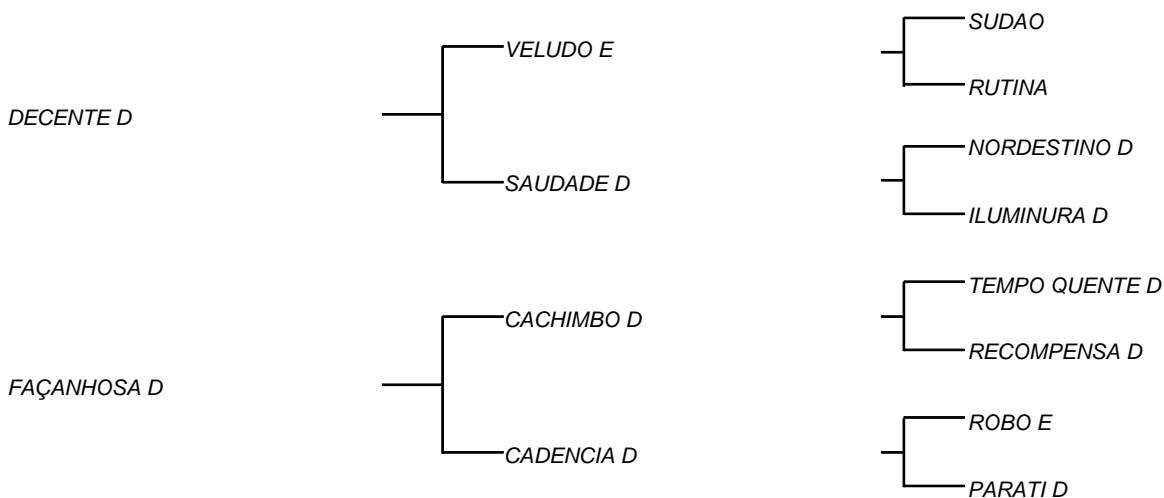 SUDAO
VELUDO E
RUTINA
DECENTE D
NORDESTINO D
SAUDADE D
ILUMINURA D
TEMPO QUENTE D
CACHIMBO D
RECOMPENSA D
FAÇANHOSA D
ROBO E
CADENCIA D
PARATI D